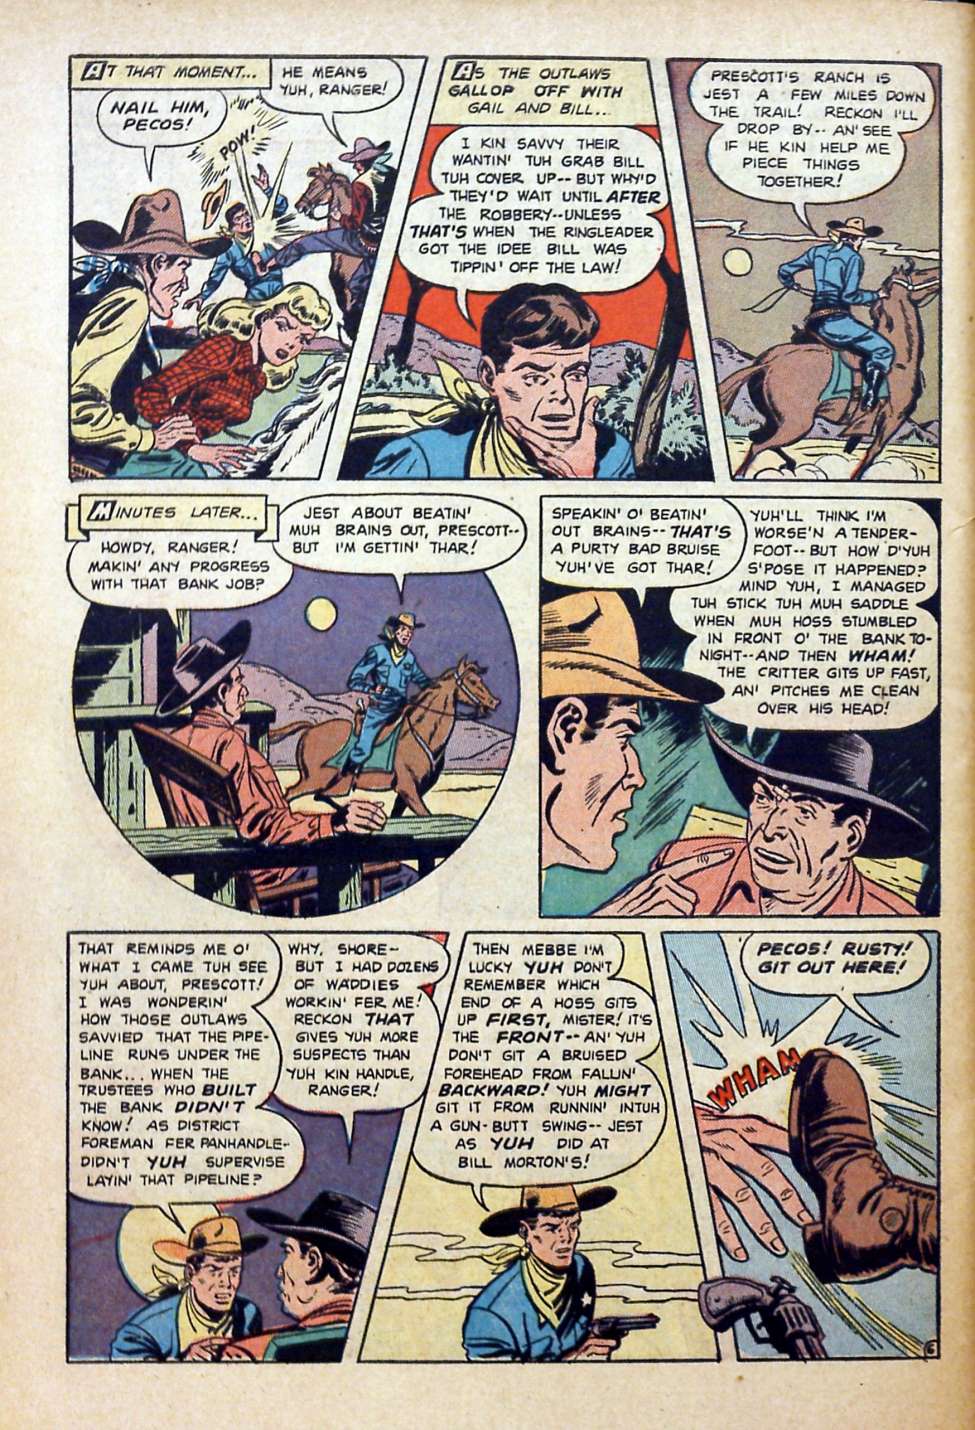 AT THAT MOMENT...
NAIL HIM,
PECOS!
POW!
HE MEANS
YUH, RANGER!
AS THE OUTLAWS
GALLOP OFF WITH
GAIL AND BILL...
I KIN SAVVY THEIR
WANTIN' TUH GRAB BILL
TUH COVER UP-- BUT WHY'D
THEY'D WAIT UNTIL AFTER
THE ROBBERY--UNLESS
THAT'S WHEN THE RINGLEADER
GOT THE IDEE BILL WAS
TIPPIN' OFF THE LAW!
PRESCOTT'S RANCH IS
JEST A FEW MILES DOWN
THE TRAIL! RECKON I'LL
DROP BY-- AN' SEE
IF HE KIN HELP ME
PIECE THINGS
TOGETHER!
MINUTES LATER...
HOWDY, RANGER!
MAKIN' ANY PROGRESS
WITH THAT BANK JOB?
JEST ABOUT BEATIN'
MUH BRAINS OUT, PRESCOTT--
BUT I'M GETTIN' THAR!
SPEAKIN' O' BEATIN'
OUT BRAINS-- THAT'S
A PURTY BAD BRUISE
YUH'VE GOT THAR!
YUH'LL THINK I'M
WORSE'N A TENDER-
FOOT-- BUT HOW D'YUH
S'POSE IT HAPPENED?
MIND YUH, I MANAGED
TUH STICK TUH MUH SADDLE
WHEN MUH HOSS STUMBLED
IN FRONT O' THE BANK TO-
NIGHT--AND THEN WHAM!
THE CRITTER GITS UP FAST,
AN' PITCHES ME CLEAN
OVER HIS HEAD!
THAT REMINDS ME O'
WHAT I CAME TUH SEE
YUH ABOUT, PRESCOTT!
I WAS WONDERIN'
HOW THOSE OUTLAWS
SAVVIED THAT THE PIPE-
LINE RUNS UNDER THE
BANK... WHEN THE
TRUSTEES WHO BUILT
THE BANK DIDN'T
KNOW! AS DISTRICT
FOREMAN FER PANHANDLE--
DIDN'T YUH SUPERVISE
LAYIN' THAT PIPELINE?
WHY, SHORE--
BUT I HAD DOZENS
OF WADDIES
WORKIN' FER ME!
RECKON THAT
GIVES YUH MORE
SUSPECTS THAN
YUH KIN HANDLE,
RANGER!
THEN MEBBE I'M
LUCKY YUH DON'T
REMEMBER WHICH
END OF A HOSS GITS
UP FIRST, MISTER! IT'S
THE FRONT-- AN' YUH
DON'T GIT A BRUISED
FOREHEAD FROM FALLIN'
BACKWARD! YUH MIGHT
GIT IT FROM RUNNIN' INTUH
A GUN-BUTT SWING-- JEST
AS YUH DID AT
BILL MORTON'S!
PECOS! RUSTY!
GIT OUT HERE!
WHAM
6